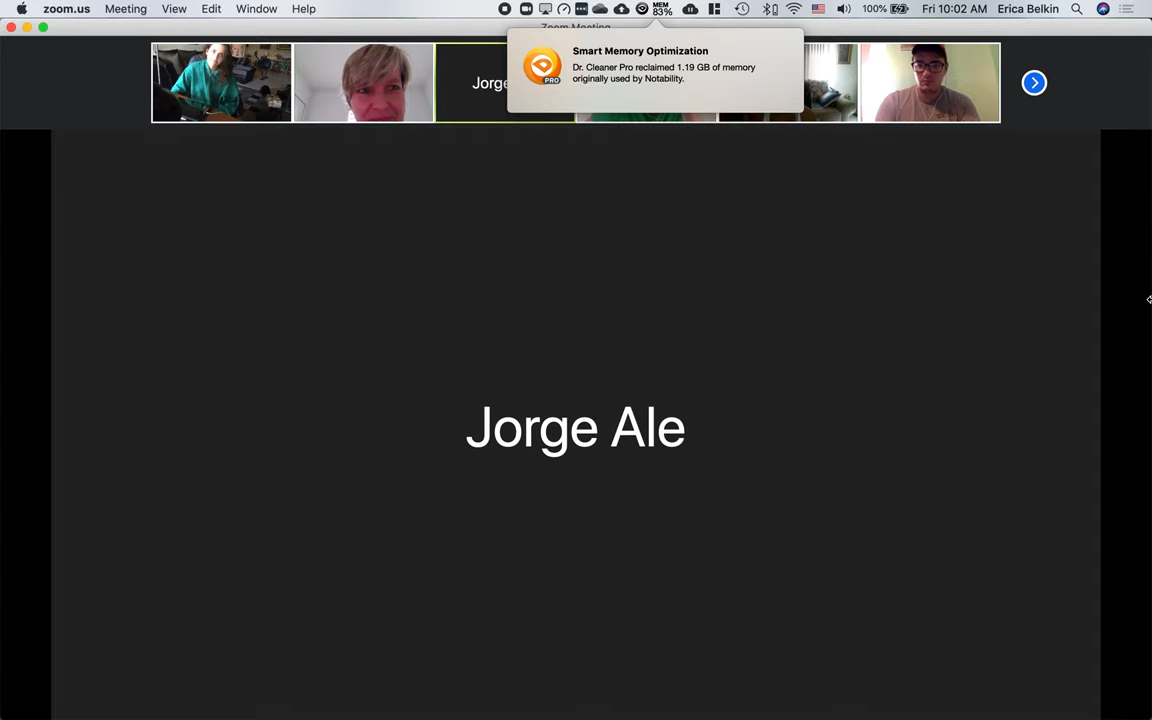 zoom.us Meeting View Edit Window Help MEM 83% 100% Fri 10:02 AM Erica Belkin
Smart Memory Optimization
Dr. Cleaner Pro reclaimed 1.19 GB of memory
originally used by Notability.
PRO
Jorge
Jorge Ale